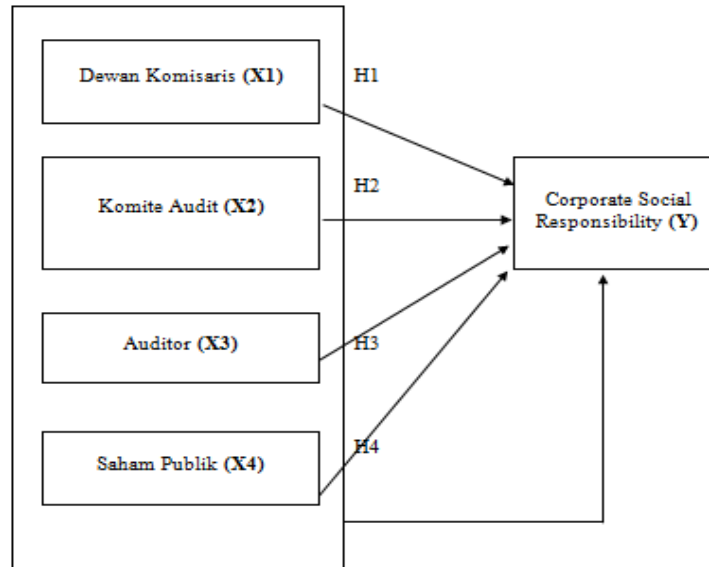 Dewan Komisaris (X1)
H1
Komite Audit (X2)
H2
Corporate Social
Responsibility (Y)
Auditor (X3)
H3
Saham Publik (X4)
H4